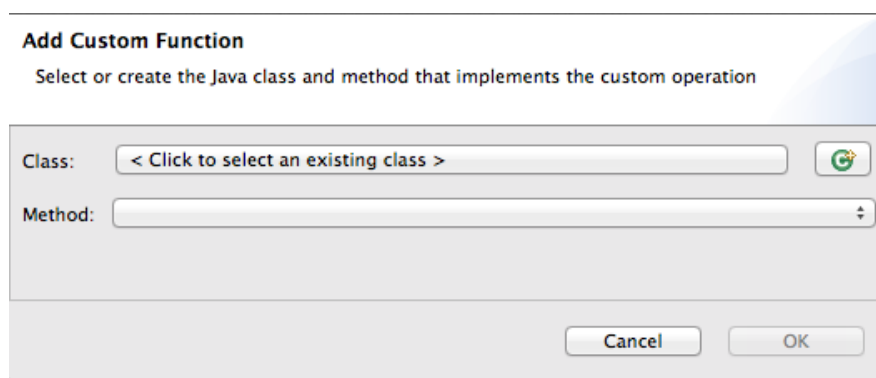 Add Custom Function
Select or create the Java class and method that implements the custom operation
Class: < Click to select an existing class >
Method:
Cancel OK